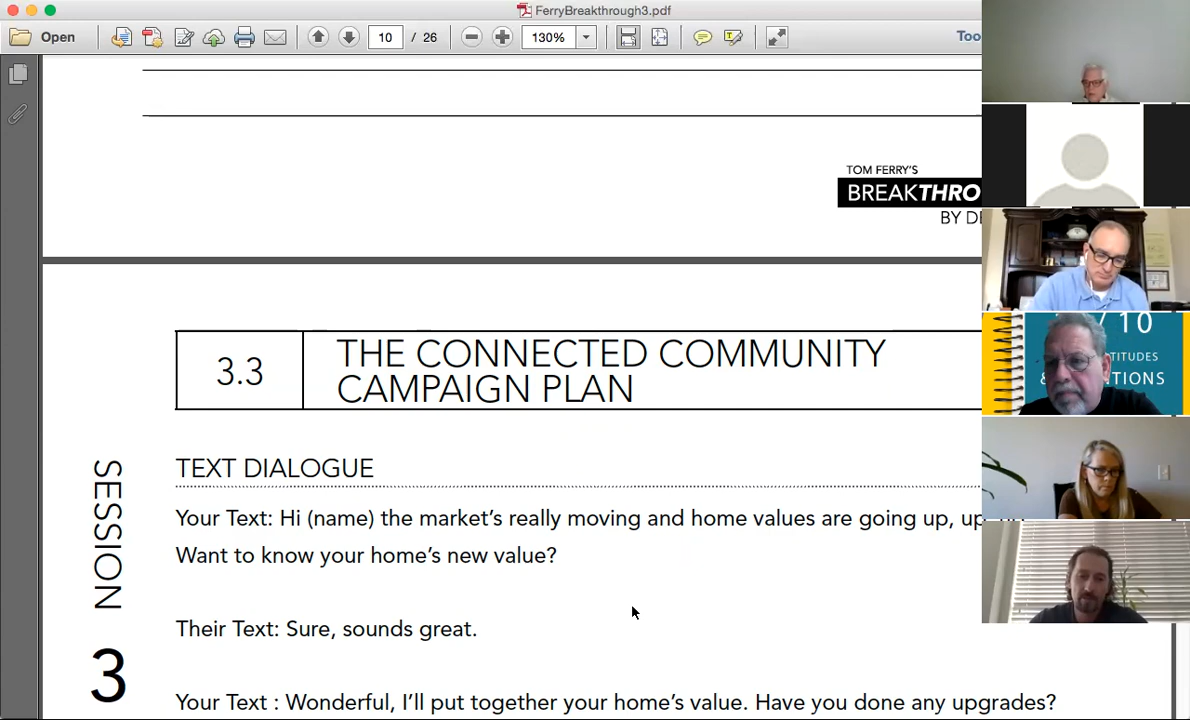 FerryBreakthrough3.pdf
Open
10 / 26
130%
Too
TOM FERRY'S
BREAKTHRO
BY DE
3.3
THE CONNECTED COMMUNITY
CAMPAIGN PLAN
SESSION
3
TEXT DIALOGUE
Your Text: Hi (name) the market's really moving and home values are going up, up
Want to know your home's new value?
Their Text: Sure, sounds great.
Your Text : Wonderful, I'll put together your home's value. Have you done any upgrades?
/ 10
TITUDES
&
TIONS